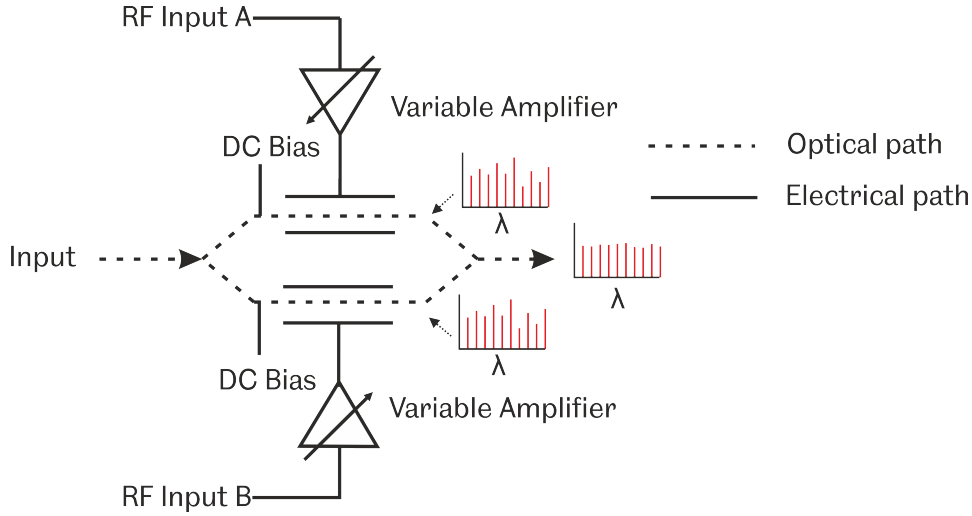 RF Input A
Variable Amplifier
DC Bias
Optical path
Electrical path
λ
Input
λ
λ
DC Bias
Variable Amplifier
RF Input B